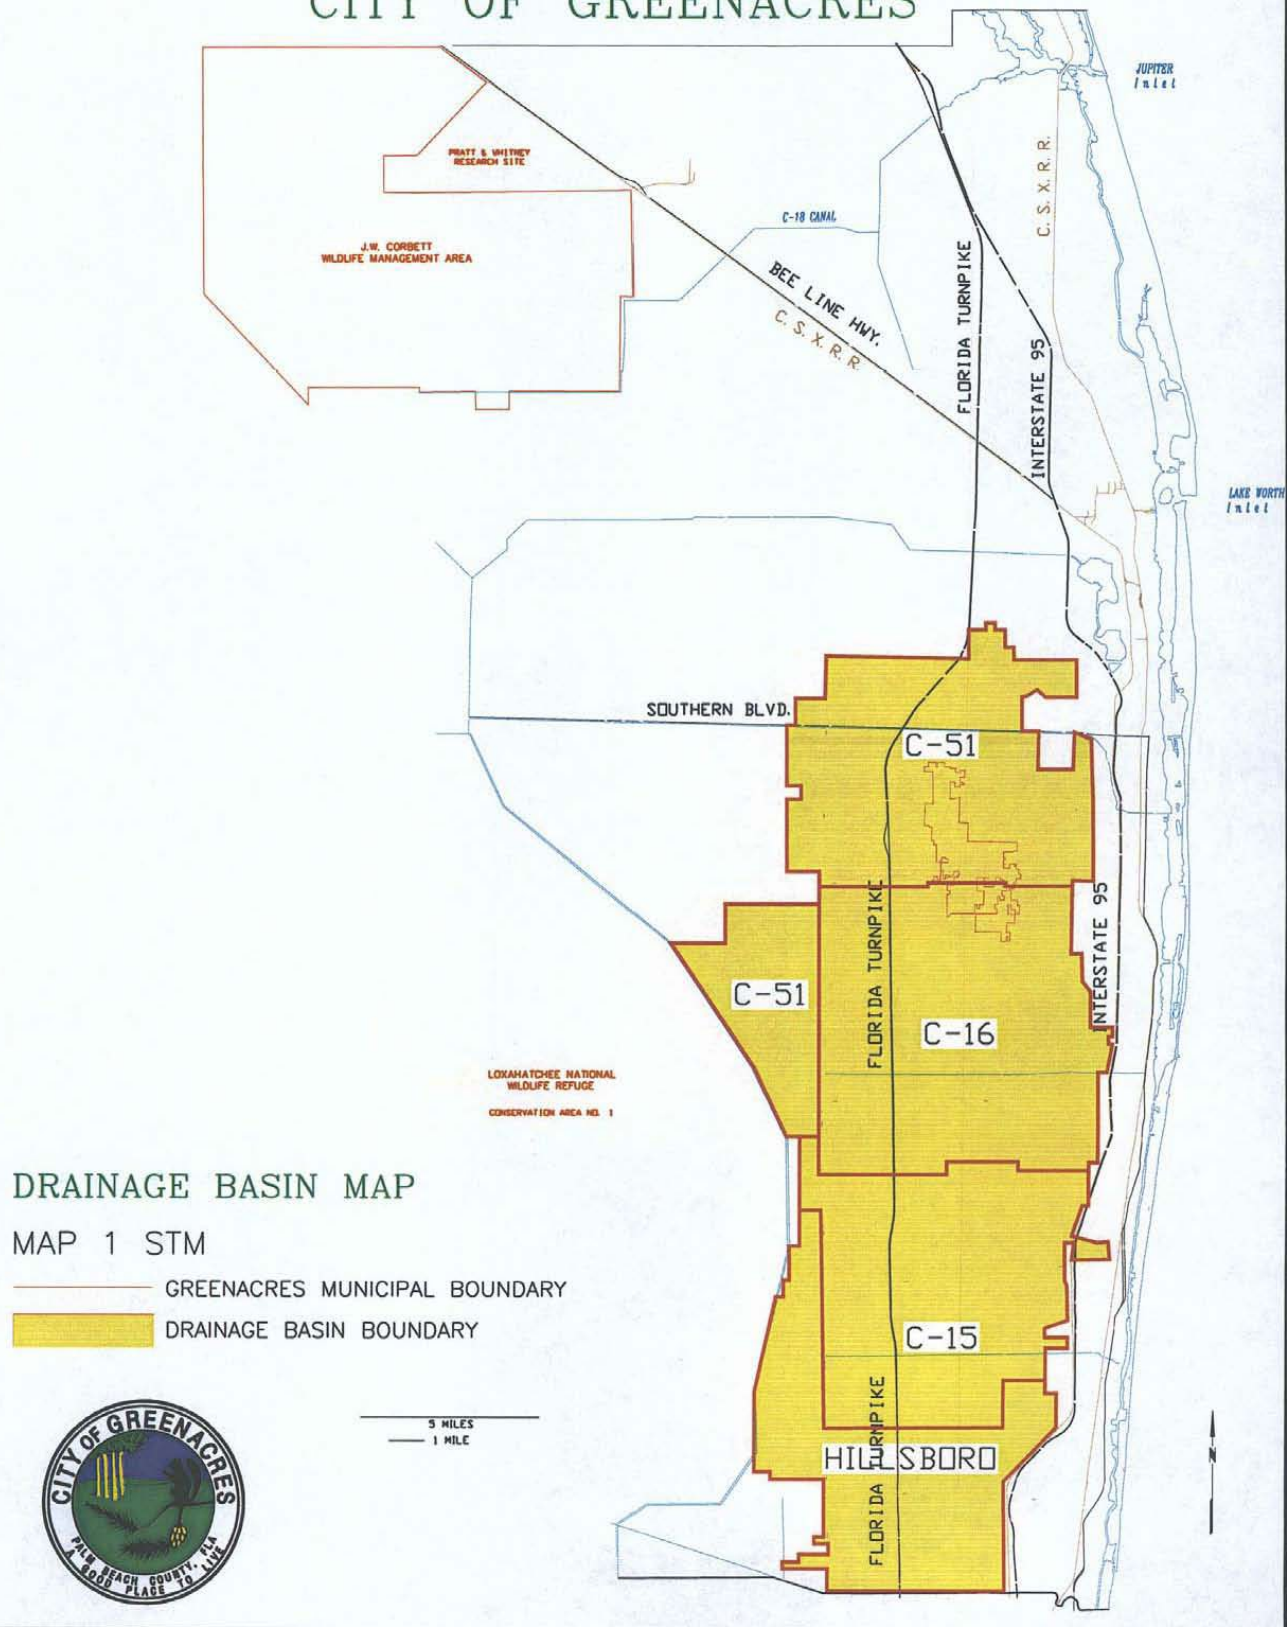 CITY OF GREENACRES
JUPITER
Inlet
PRATT & WHITNEY
RESEARCH SITE
C. S. X. R. R.
C-18 CANAL
J.W. CORBETT
WILDLIFE MANAGEMENT AREA
BEE LINE HWY.
C. S. X. R. R.
FLORIDA TURNPIKE
INTERSTATE 95
LAKE WORTH
Inlet
SOUTHERN BLVD.
C-51
FLORIDA TURNPIKE
INTERSTATE 95
C-51
C-16
LOXAHATCHEE NATIONAL
WILDLIFE REFUGE
CONSERVATION AREA NO. 1
DRAINAGE BASIN MAP
MAP 1 STM
GREENACRES MUNICIPAL BOUNDARY
DRAINAGE BASIN BOUNDARY
C-15
FLORIDA TURNPIKE
HILLSBORO
5 MILES
1 MILE
N
CITY OF GREENACRES
PALM BEACH COUNTY, FLA
A GOOD PLACE TO LIVE